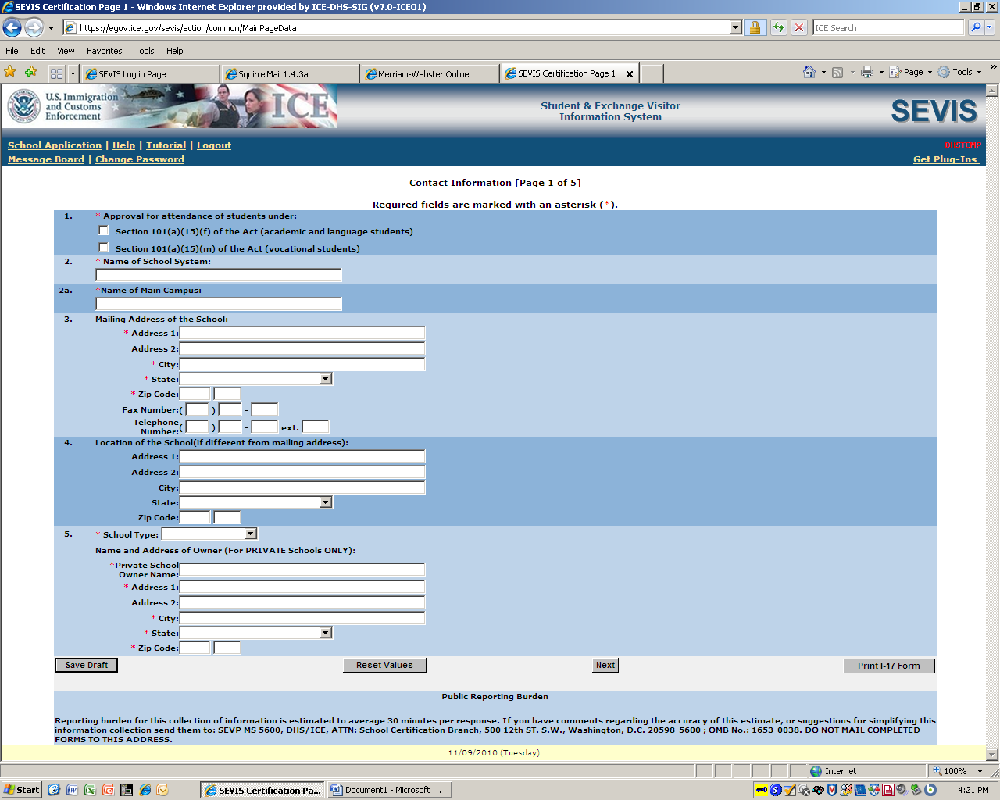 SEVIS Certification Page 1 - Windows Internet Explorer provided by ICE-DHS-SIG (v7.0-ICE01)
https://egov.ice.gov/sevis/action/common/MainPageData
ICE Search
File Edit View Favorites Tools Help
SEVIS Log in Page
SquirrelMail 1.4.3a
Merriam-Webster Online
SEVIS Certification Page 1
Page
Tools
U.S. Immigration
and Customs
Enforcement
ICE
Student & Exchange Visitor
Information System
SEVIS
School Application | Help | Tutorial | Logout
DHSTEMP
Message Board | Change Password
Get Plug-Ins
Contact Information [Page 1 of 5]
Required fields are marked with an asterisk (*).
1. * Approval for attendance of students under:
Section 101(a)(15)(f) of the Act (academic and language students)
Section 101(a)(15)(m) of the Act (vocational students)
2. * Name of School System:
2a. *Name of Main Campus:
3. Mailing Address of the School:
* Address 1:
Address 2:
* City:
* State:
* Zip Code:
Fax Number:( ) -
Telephone
Number:( ) - ext.
4. Location of the School(if different from mailing address):
Address 1:
Address 2:
City:
State:
Zip Code:
5. * School Type:
Name and Address of Owner (For PRIVATE Schools ONLY):
*Private School
Owner Name:
* Address 1:
Address 2:
* City:
* State:
* Zip Code:
Save Draft
Reset Values
Next
Print I-17 Form
Public Reporting Burden
Reporting burden for this collection of information is estimated to average 30 minutes per response. If you have comments regarding the accuracy of this estimate, or suggestions for simplifying this
information collection send them to: SEVP MS 5600, DHS/ICE, ATTN: School Certification Branch, 500 12th ST. S.W., Washington, D.C. 20598-5600 ; OMB No.: 1653-0038. DO NOT MAIL COMPLETED
FORMS TO THIS ADDRESS.
11/09/2010 (Tuesday)
Internet
100%
Start
SEVIS Certification Pa...
Document1 - Microsoft ...
4:21 PM